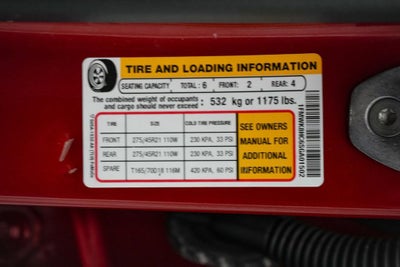 TIRE AND LOADING INFORMATION
SEATING CAPACITY TOTAL : 6 FRONT: 2 REAR: 4
The combined weight of occupants and cargo should never exceed : 532 kg or 1175 lbs.
TIRE SIZE COLD TIRE PRESSURE
FRONT 275/45R21 110W 230 KPA, 33 PSI
REAR 275/45R21 110W 230 KPA, 33 PSI
SPARE T165/70D18 116M 420 KPA, 60 PSI
SEE OWNERS
MANUAL FOR
ADDITIONAL
INFORMATION